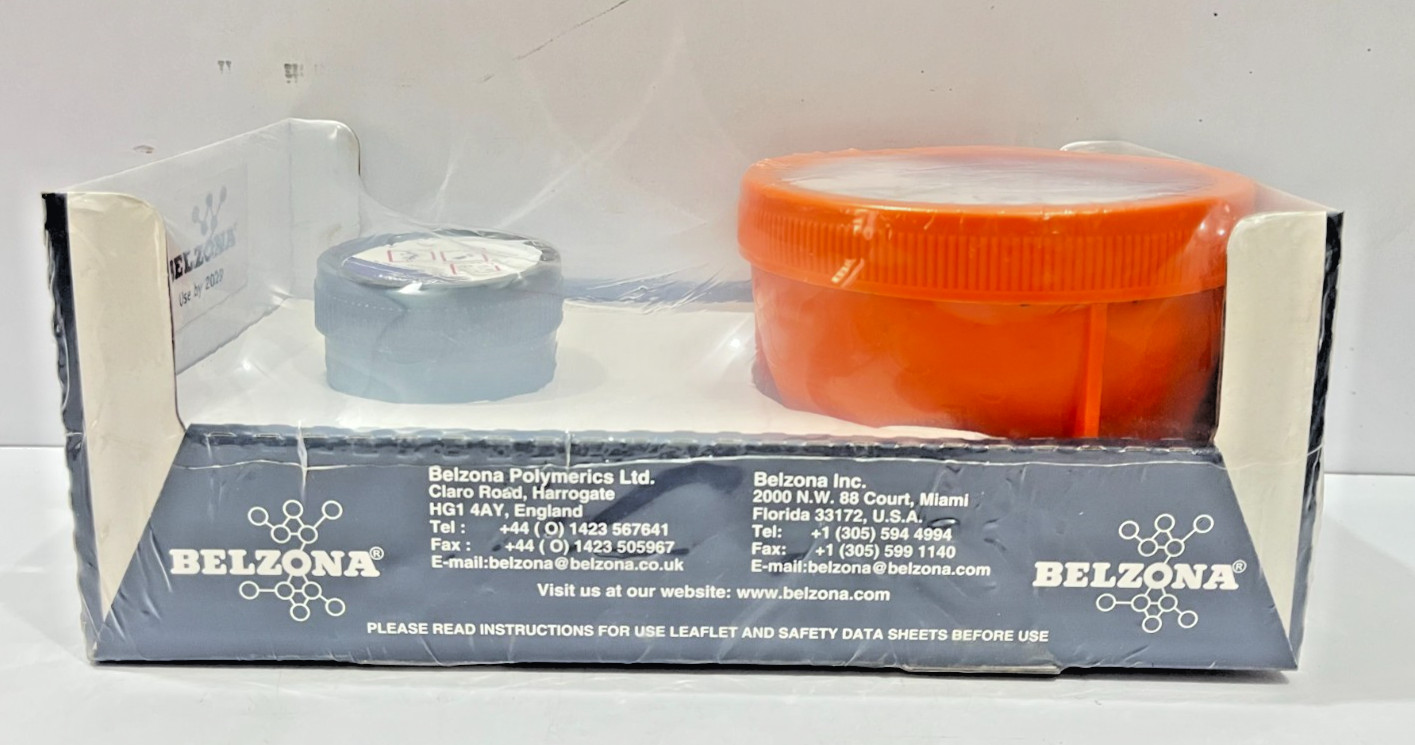 BELZONA
Use by 2029
Belzona Polymerics Ltd.
Claro Road, Harrogate
HG1 4AY, England
Tel : +44 ( O) 1423 567641
Fax : +44 ( O) 1423 505967
E-mail:belzona@belzona.co.uk
Belzona Inc.
2000 N.W. 88 Court, Miami
Florida 33172, U.S.A.
Tel: +1 (305) 594 4994
Fax: +1 (305) 599 1140
E-mail:belzona@belzona.com
BELZONA®
BELZONA®
Visit us at our website: www.belzona.com
PLEASE READ INSTRUCTIONS FOR USE LEAFLET AND SAFETY DATA SHEETS BEFORE USE